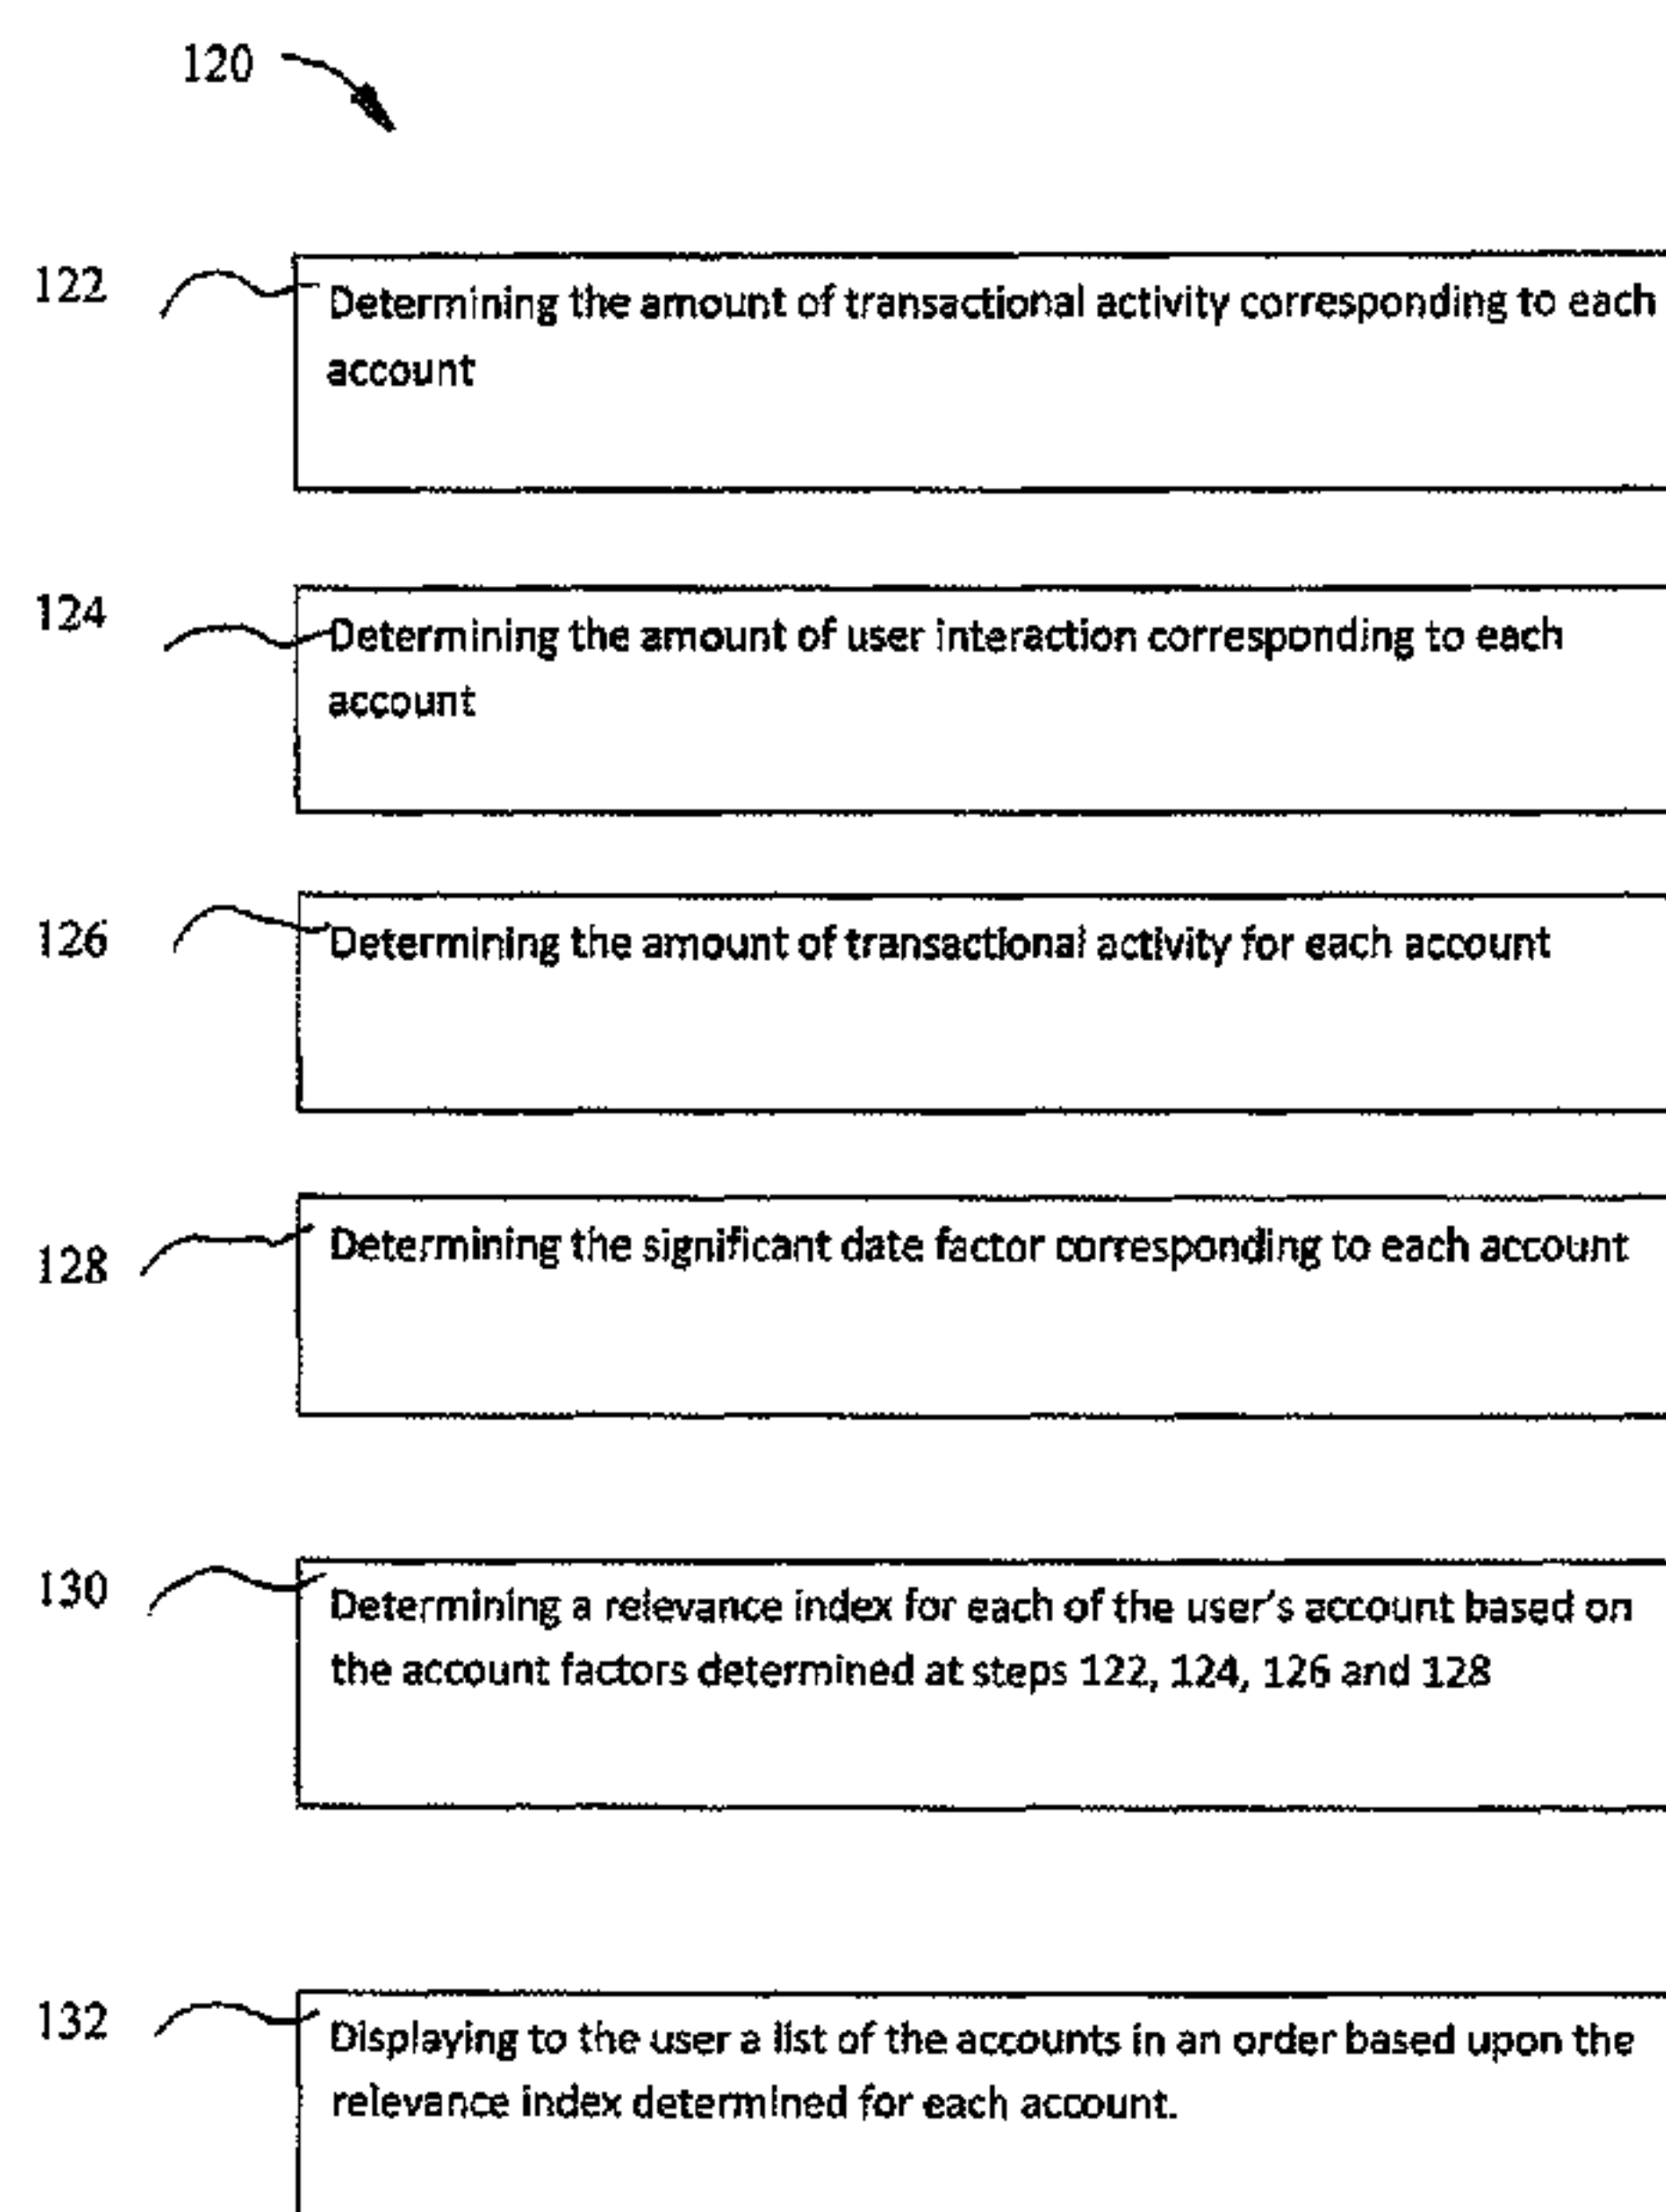 120
122
Determining the amount of transactional activity corresponding to each
account
124
Determining the amount of user interaction corresponding to each
account
126
Determining the amount of transactional activity for each account
128
Determining the significant date factor corresponding to each account
130
Determining a relevance index for each of the user's account based on
the account factors determined at steps 122, 124, 126 and 128
132
Displaying to the user a list of the accounts in an order based upon the
relevance index determined for each account.